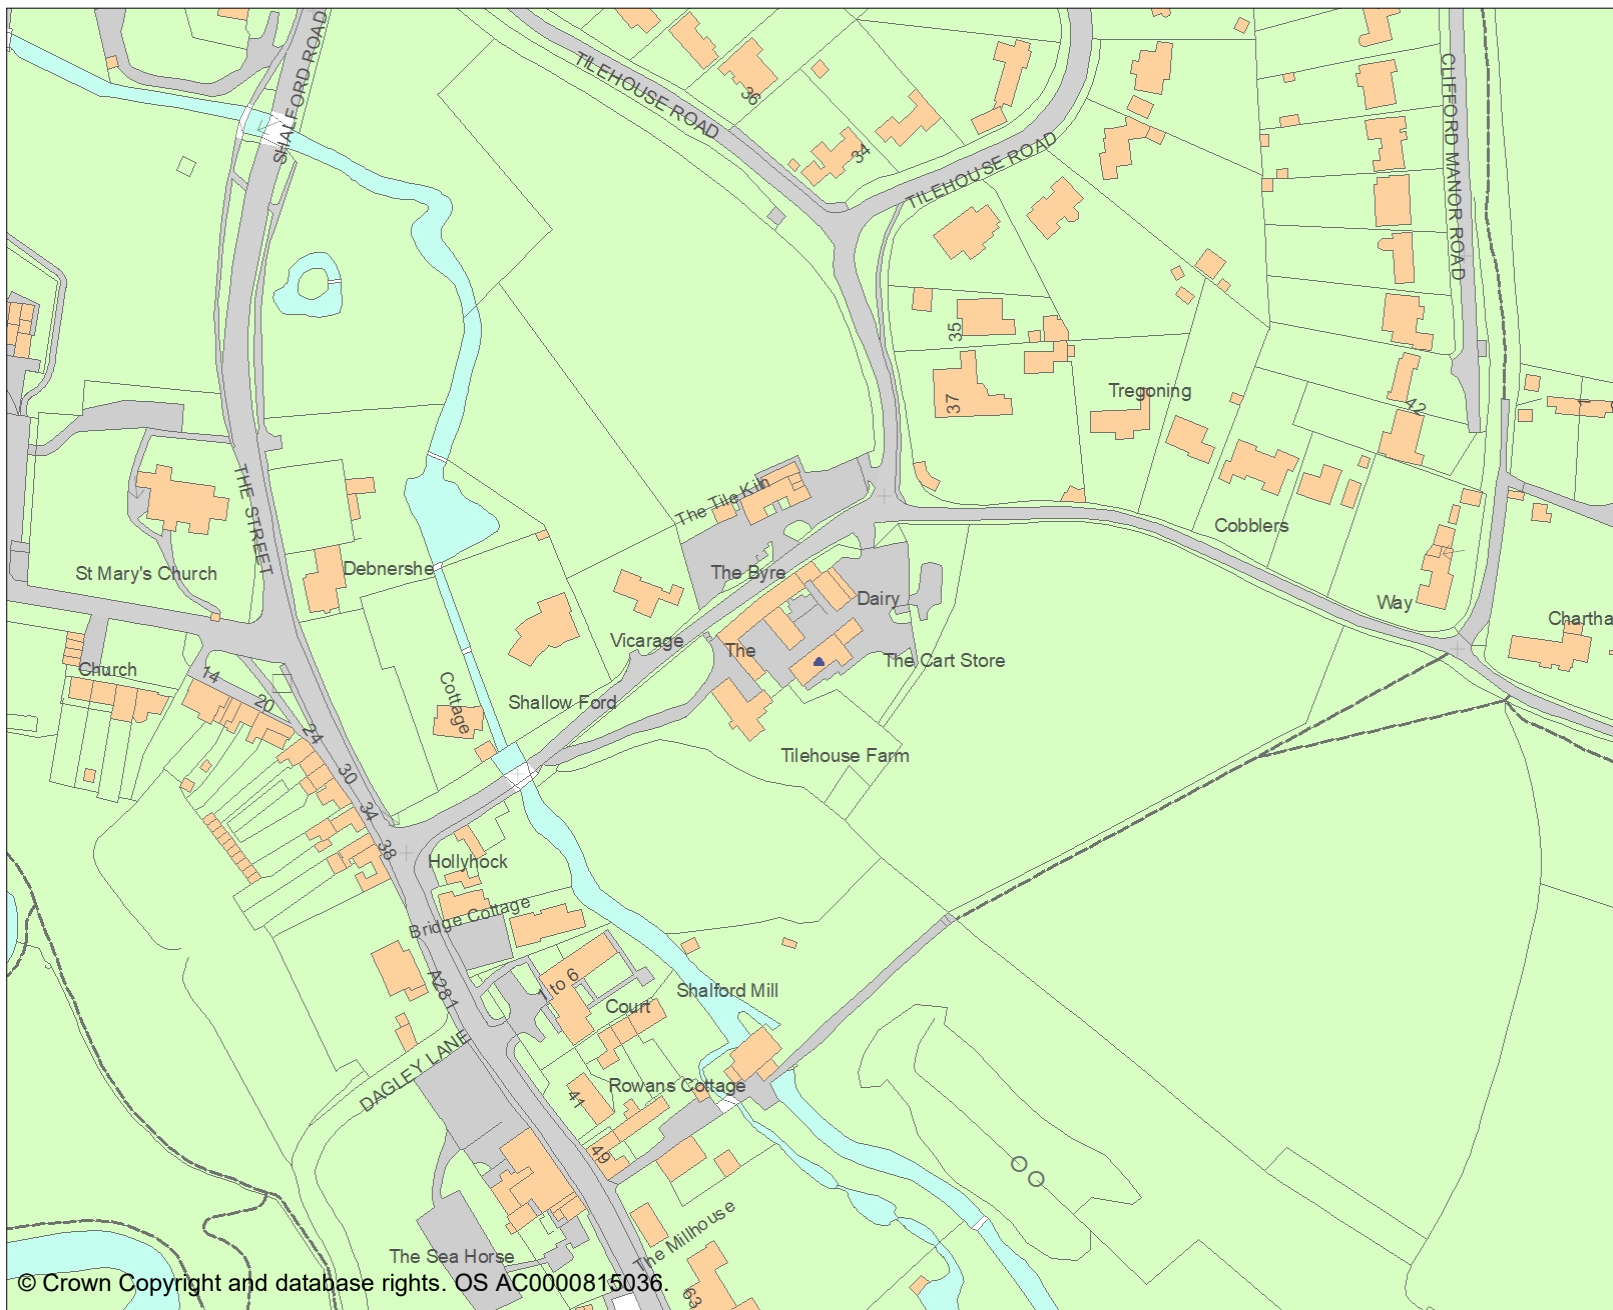 SHALFORD ROAD
TILEHOUSE ROAD
36
34
TILEHOUSE ROAD
CLIFFORD MANOR ROAD
35
37
Tregoning
42
1
THE STREET
The Tile Kiln
Cobblers
St Mary's Church
Debnershe
The Byre
Dairy
Way
Vicarage
The
Chartha
Church
14
20
24
30
34
38
Cottage
Shallow Ford
The Cart Store
Tilehouse Farm
Hollyhock
Bridge Cottage
A281
1 to 6
Court
Shalford Mill
DAGLEY LANE
41
Rowans Cottage
49
The Sea Horse
The Millhouse
63
© Crown Copyright and database rights. OS AC0000815036.